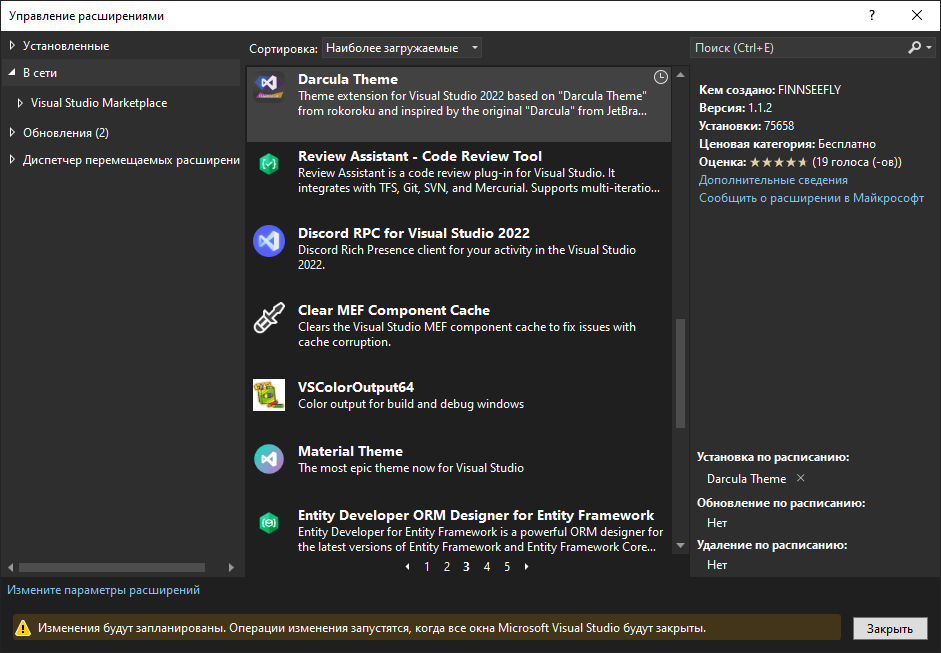 Управление расширениями
?
Установленные
В сети
Visual Studio Marketplace
Обновления (2)
Диспетчер перемещаемых расширени
Сортировка: Наиболее загружаемые
Darcula Theme
Theme extension for Visual Studio 2022 based on "Darcula Theme"
from rokoroku and inspired by the original "Darcula" from JetBra...
Review Assistant - Code Review Tool
Review Assistant is a code review plug-in for Visual Studio. It
integrates with TFS, Git, SVN, and Mercurial. Supports multi-iteratio...
Discord RPC for Visual Studio 2022
Discord Rich Presence client for your activity in the Visual Studio
2022.
Clear MEF Component Cache
Clears the Visual Studio MEF component cache to fix issues with
cache corruption.
VSColorOutput64
Color output for build and debug windows
Material Theme
The most epic theme now for Visual Studio
Entity Developer ORM Designer for Entity Framework
Entity Developer for Entity Framework is a powerful ORM designer for
the latest versions of Entity Framework and Entity Framework Core...
1 2 3 4 5
Поиск (Ctrl+E)
Кем создано: FINNSEEFLY
Версия: 1.1.2
Установки: 75658
Ценовая категория: Бесплатно
Оценка: ★★★★★ (19 голоса (-ов))
Дополнительные сведения
Сообщить о расширении в Майкрософт
Установка по расписанию:
Darcula Theme
Обновление по расписанию:
Нет
Удаление по расписанию:
Нет
Измените параметры расширений
Изменения будут запланированы. Операции изменения запустятся, когда все окна Microsoft Visual Studio будут закрыты.
Закрыть